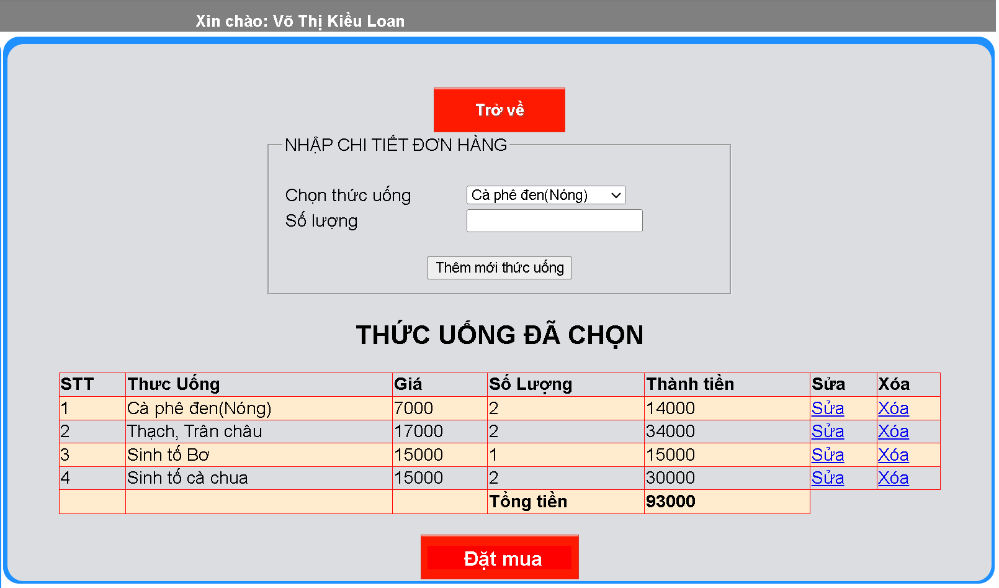 Xin chào: Võ Thị Kiều Loan
Trở về
NHẬP CHI TIẾT ĐƠN HÀNG
Chọn thức uống Cà phê đen(Nóng)
Số lượng
Thêm mới thức uống
THỨC UỐNG ĐÃ CHỌN
STT Thưc Uống Giá Số Lượng Thành tiền Sửa Xóa
1 Cà phê đen(Nóng) 7000 2 14000 Sửa Xóa
2 Thạch, Trân châu 17000 2 34000 Sửa Xóa
3 Sinh tố Bơ 15000 1 15000 Sửa Xóa
4 Sinh tố cà chua 15000 2 30000 Sửa Xóa
Tổng tiền 93000
Đặt mua